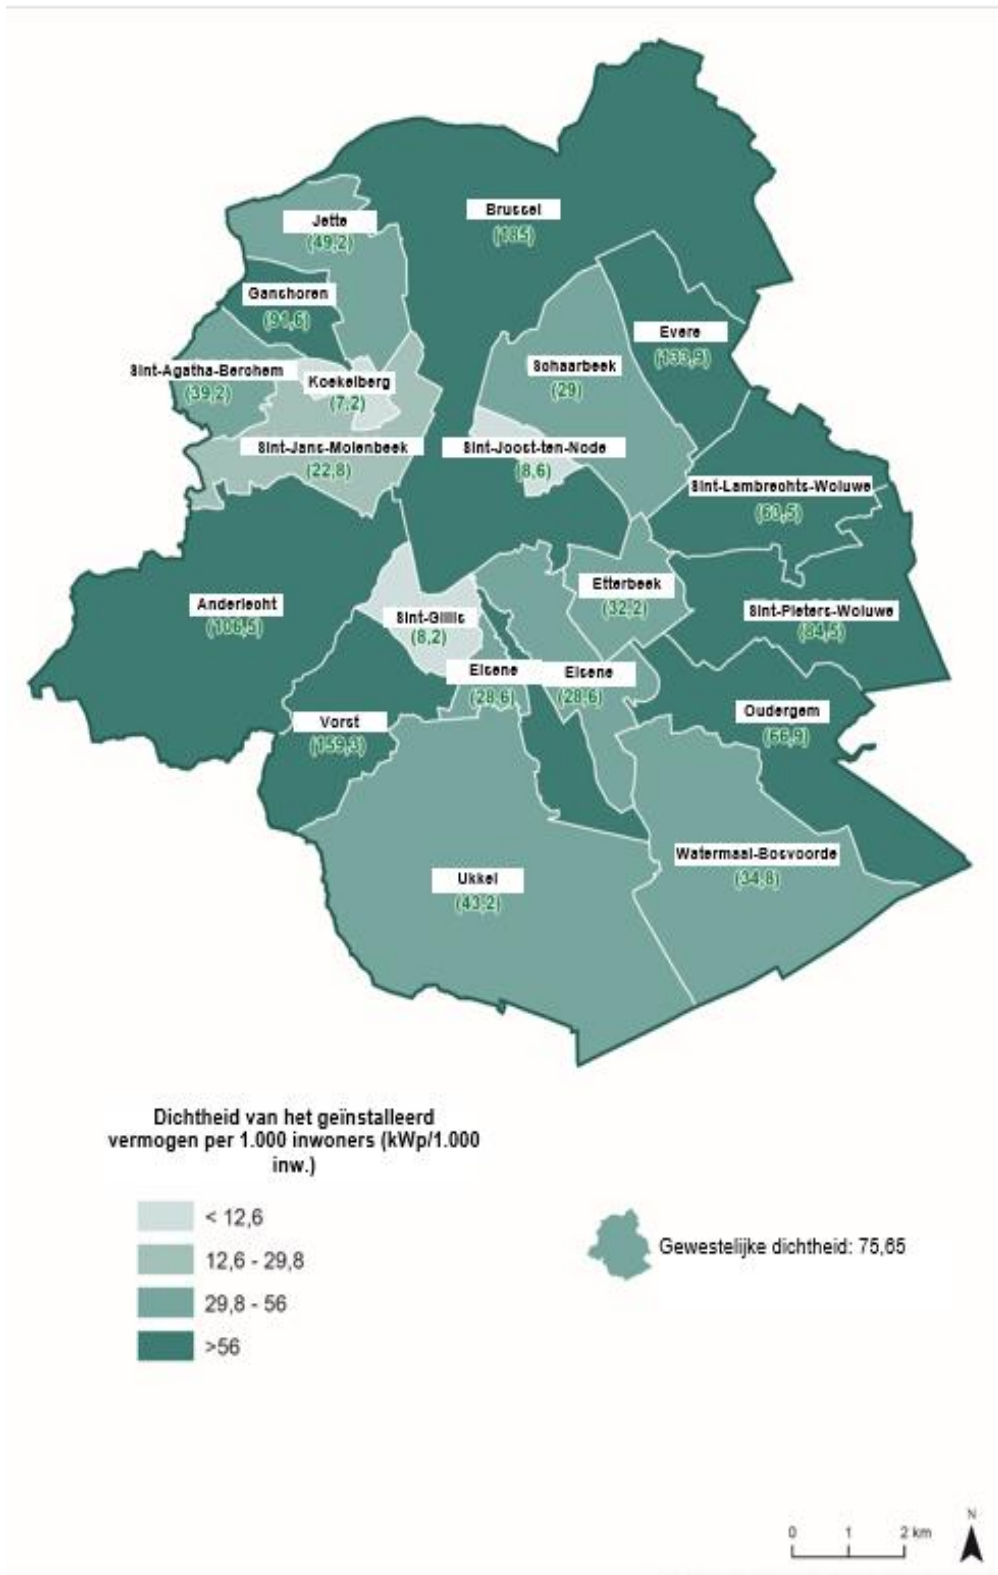 Brussel
(185)
Jette
(49,2)
Ganshoren
(91,6)
Evere
(133,9)
Sint-Agatha-Berchem
(39,2)
Koekelberg
(7,2)
Schaarbeek
(29)
Sint-Jans-Molenbeek
(22,8)
Sint-Joost-ten-Node
(8,6)
Sint-Lambrechts-Woluwe
(63,5)
Anderlecht
(106,5)
Etterbeek
(32,2)
Sint-Pieters-Woluwe
(84,5)
Sint-Gillis
(8,2)
Elsene
(28,6)
Elsene
(28,6)
Vorst
(159,3)
Oudergem
(66,9)
Watermaal-Bosvoorde
(34,8)
Ukkel
(43,2)
Dichtheid van het geïnstalleerd
vermogen per 1.000 inwoners (kWp/1.000
inw.)
< 12,6
12,6 - 29,8
29,8 - 56
>56
Gewestelijke dichtheid: 75,65
0 1 2 km
N